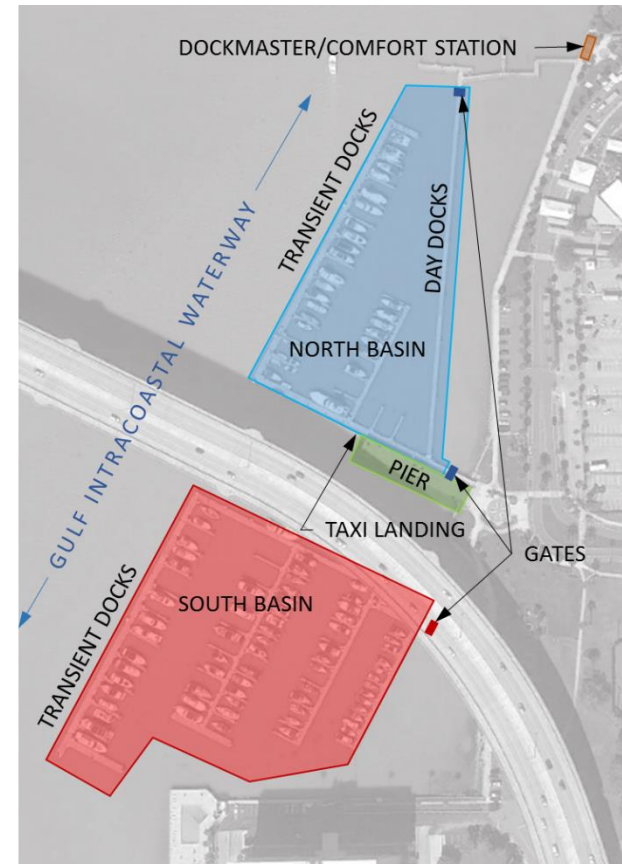 DOCKMASTER/COMFORT STATION
TRANSIENT DOCKS
GULF INTRACOASTAL WATERWAY
DAY DOCKS
NORTH BASIN
PIER
TAXI LANDING
GATES
SOUTH BASIN
TRANSIENT DOCKS